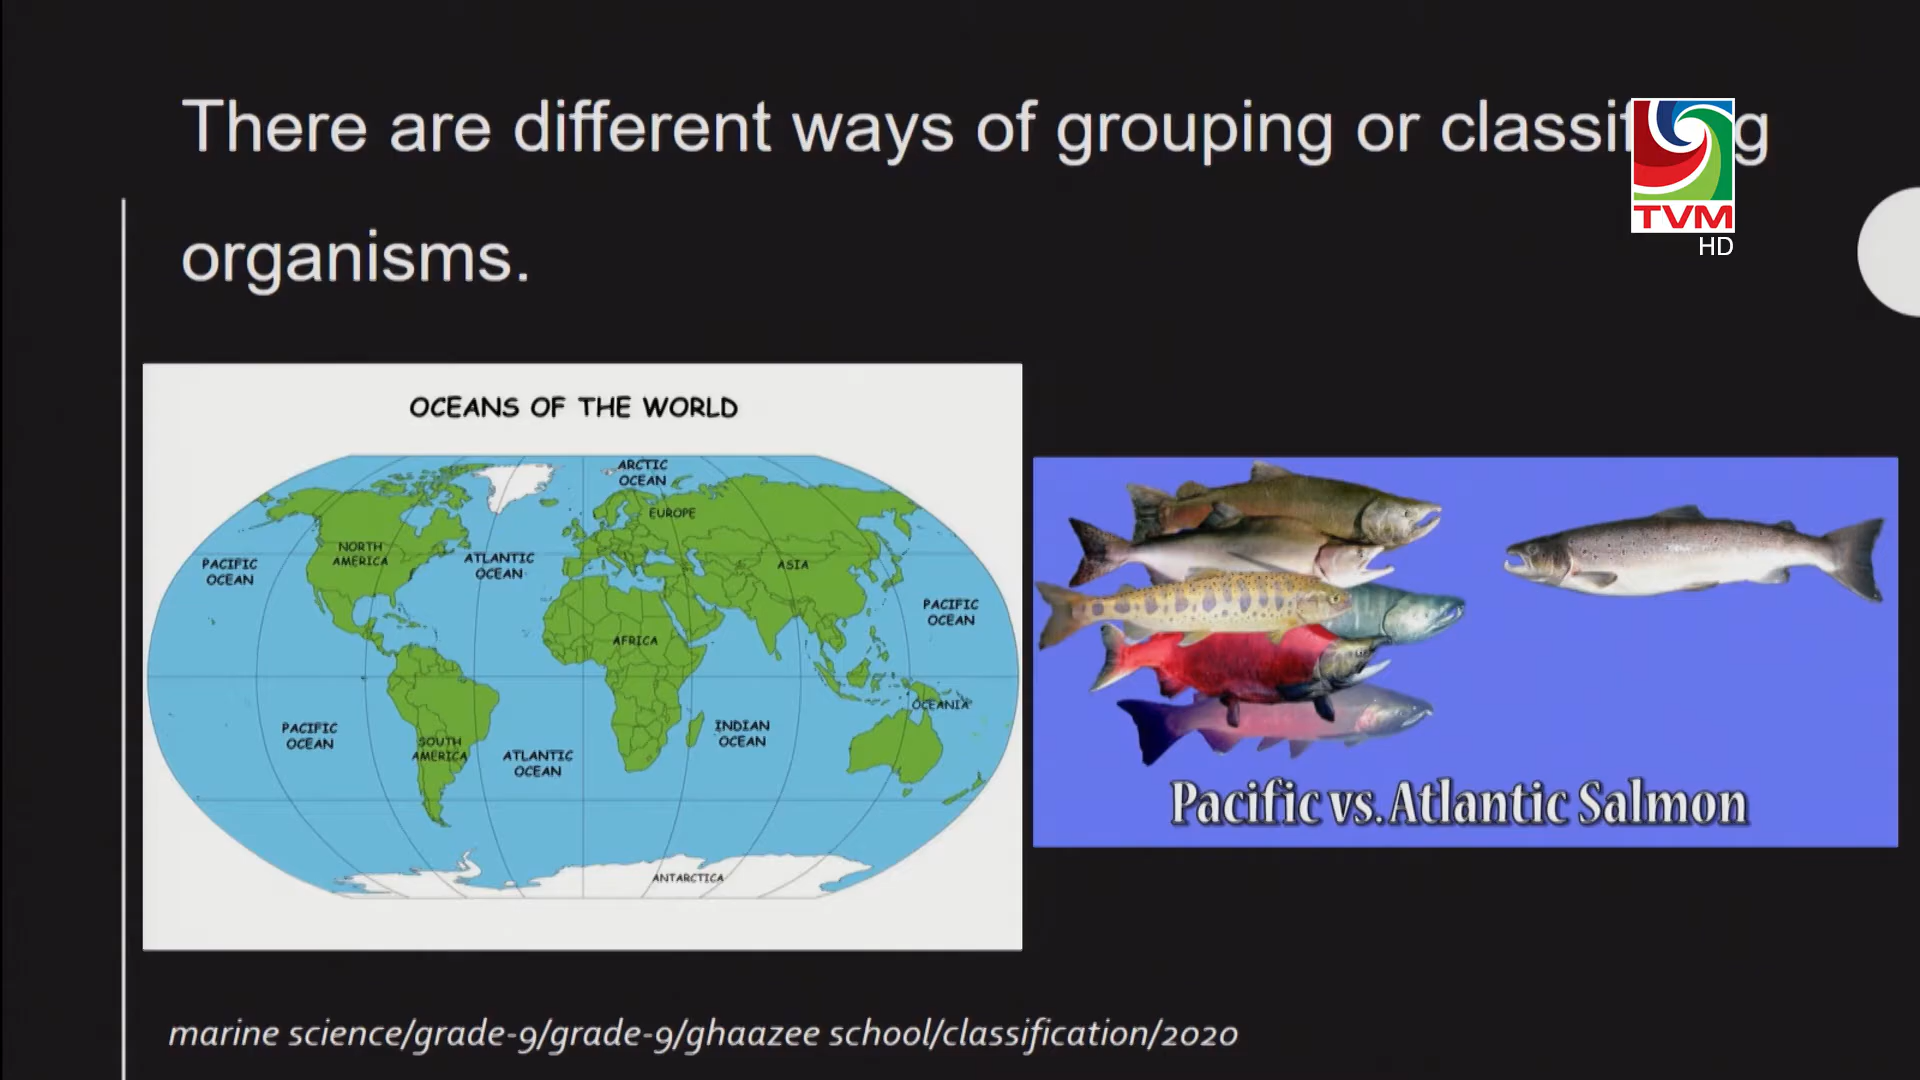 There are different ways of grouping or classif g
organisms.
TVM
HD
OCEANS OF THE WORLD
ARCTIC
OCEAN
EUROPE
NORTH
AMERICA
ATLANTIC
OCEAN
PACIFIC
OCEAN
ASIA
PACIFIC
OCEAN
AFRICA
OCEANIA
PACIFIC
OCEAN
SOUTH
AMERICA
ATLANTIC
OCEAN
INDIAN
OCEAN
ANTARCTICA
Pacific vs. Atlantic Salmon
marine science/grade-9/grade-9/ghaazee school/classification/2020